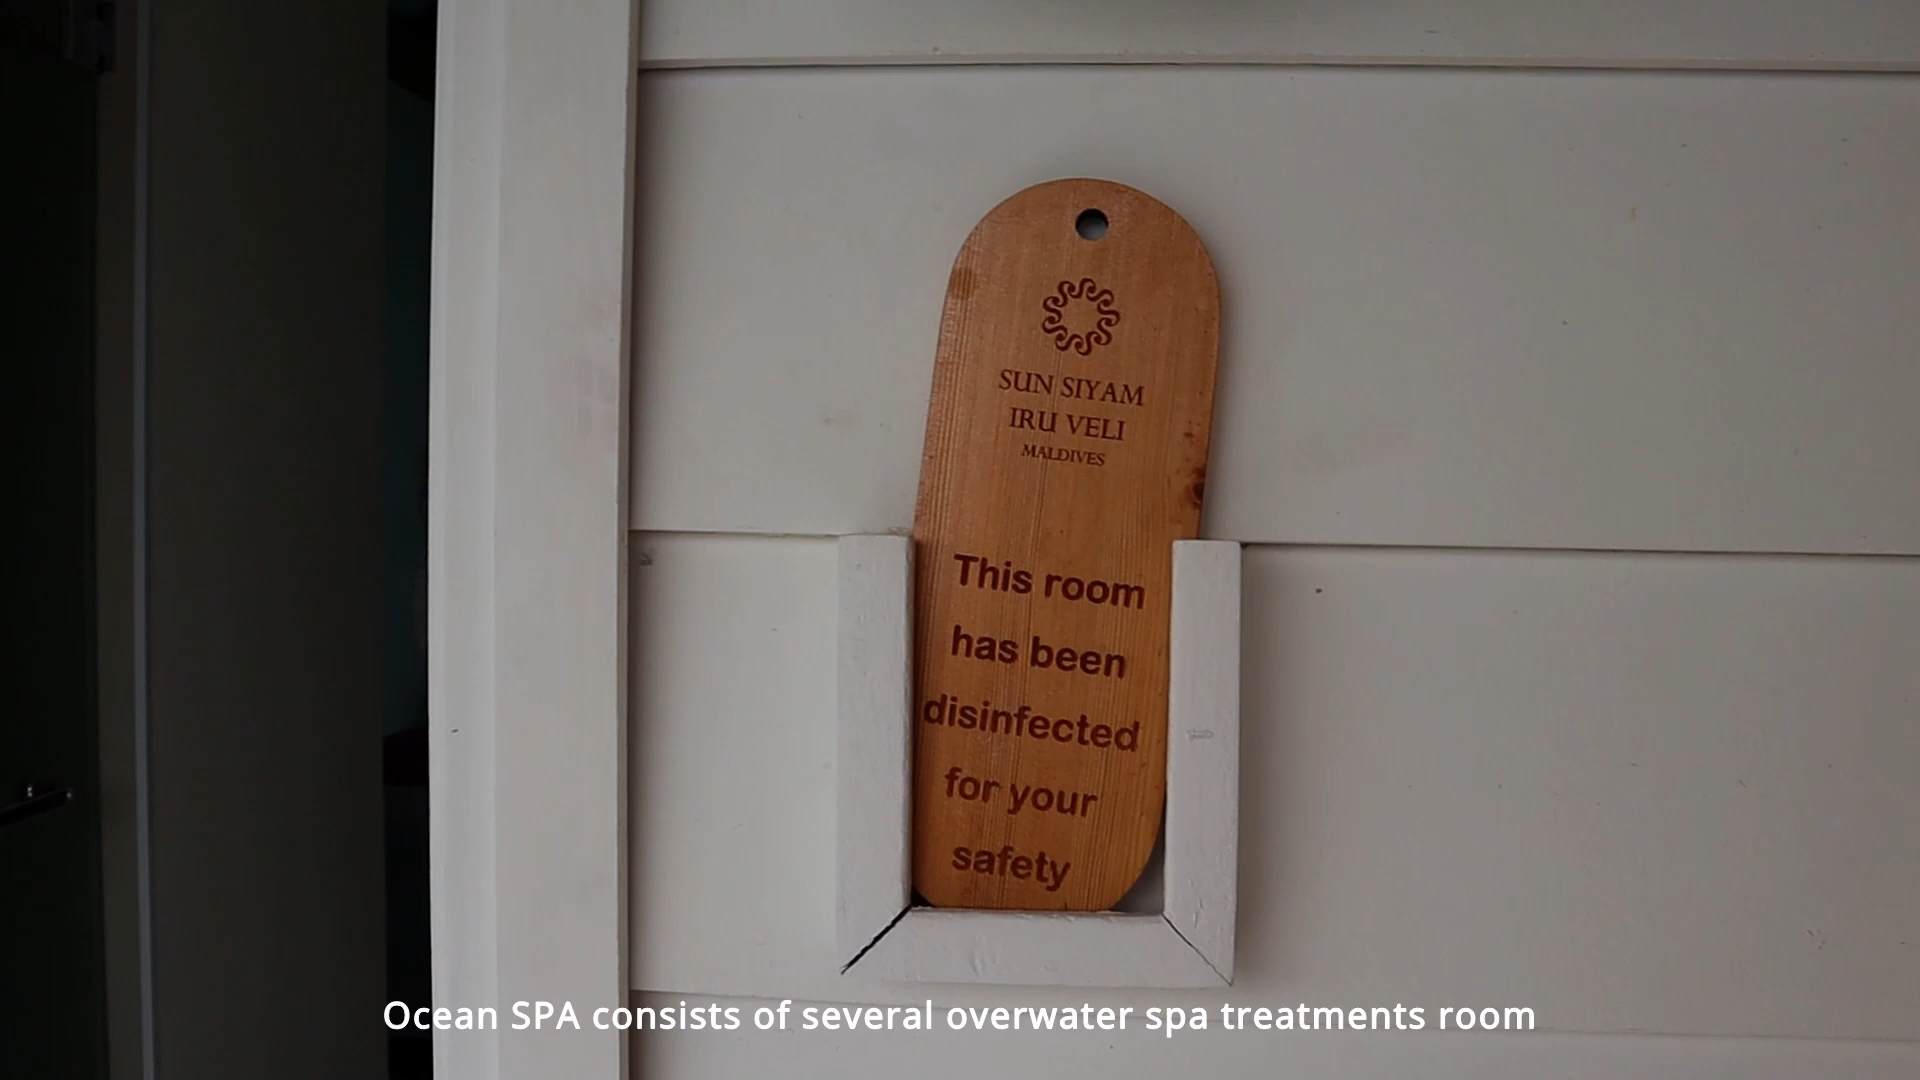 SUN SIYAM
IRU VELI
MALDIVES
This room
has been
disinfected
for your
safety
Ocean SPA consists of several overwater spa treatments room